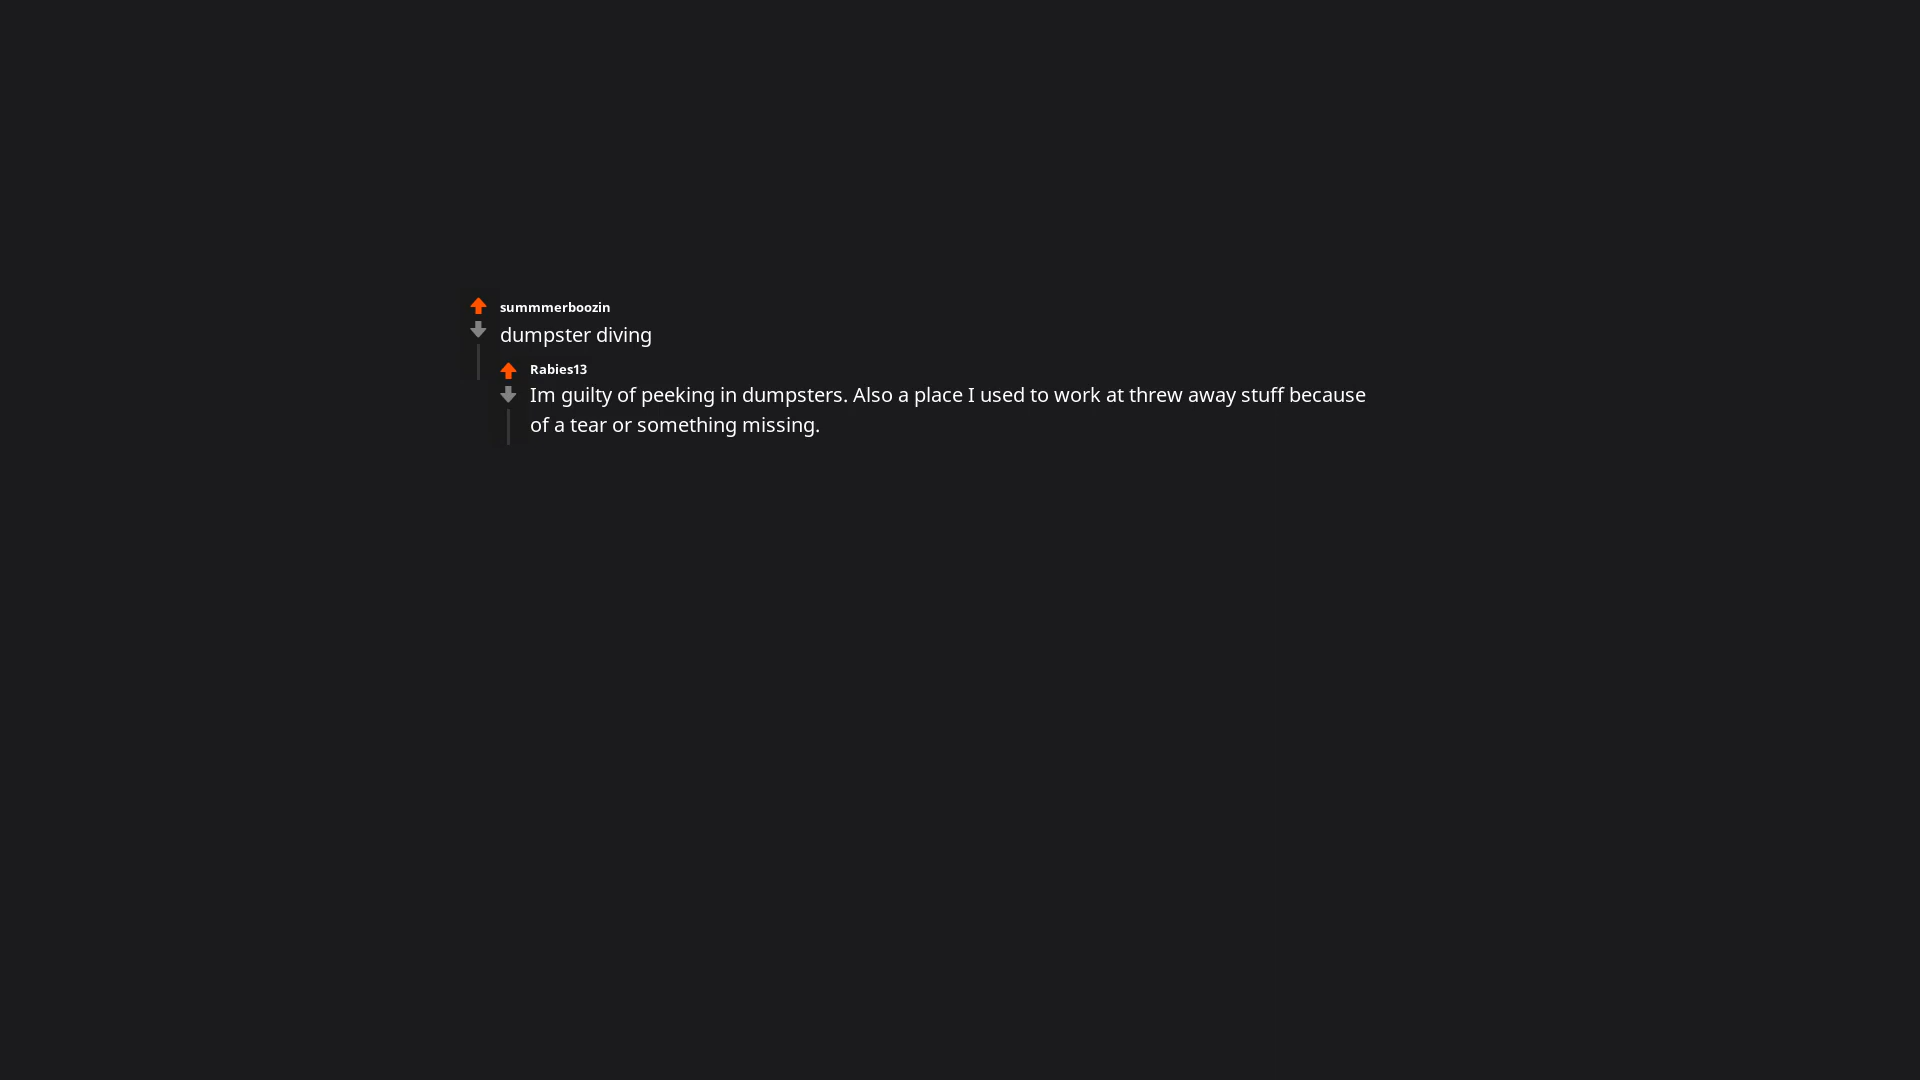 summmerboozin
dumpster diving
Rabies13
Im guilty of peeking in dumpsters. Also a place I used to work at threw away stuff because
of a tear or something missing.